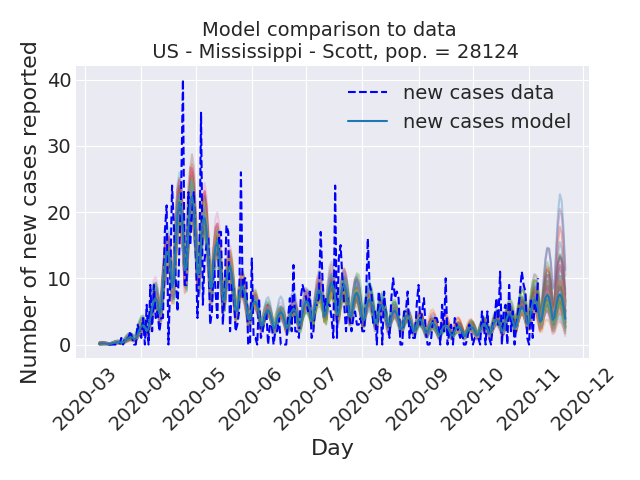 Model comparison to data
US - Mississippi - Scott, pop. = 28124
Number of new cases reported
40
30
20
10
0
new cases data
new cases model
2020-03
2020-04
2020-05
2020-06
2020-07
2020-08
2020-09
2020-10
2020-11
2020-12
Day